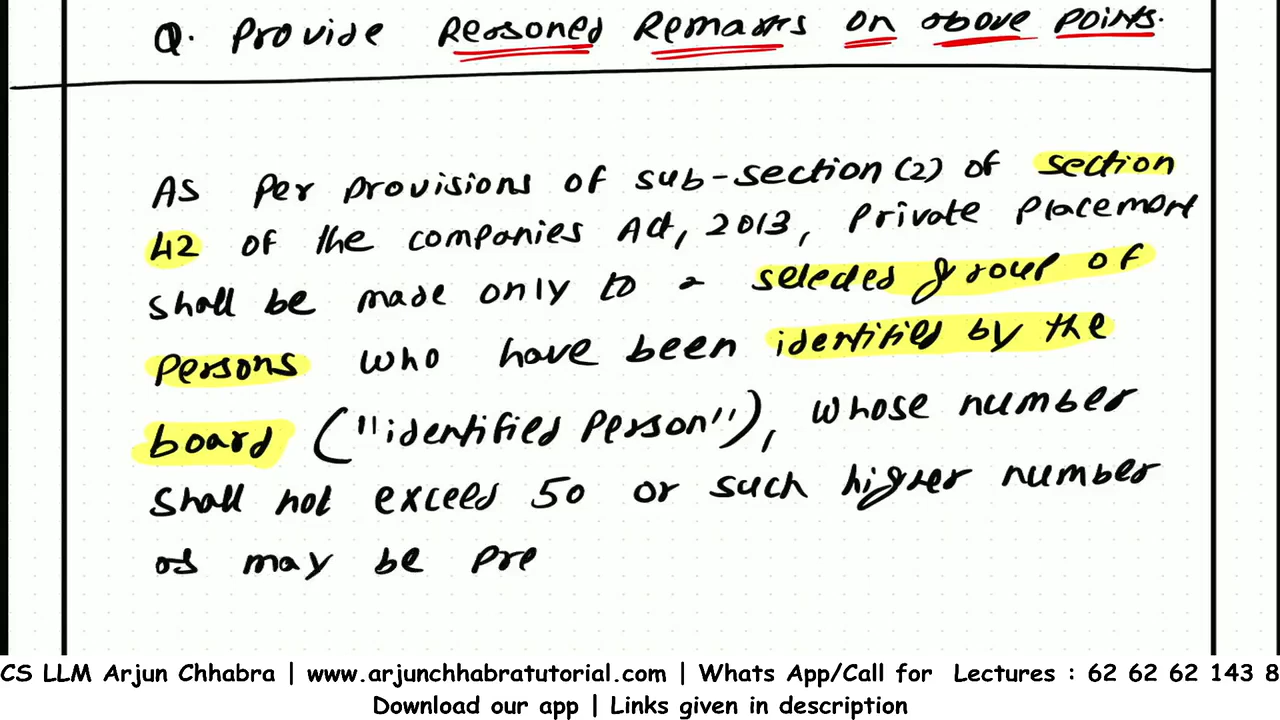 Q. Provide Reasoned Remarks on above points.
As per provisions of sub-section (2) of section
42 of the companies Act, 2013, private placement
shall be made only to a selected group of
persons who have been identified by the
board ("identified person"), whose number
shall not exceed 50 or such higher number
as may be pre
CS LLM Arjun Chhabra | www.arjunchhabratutorial.com | Whats App/Call for Lectures : 62 62 62 143 8
Download our app | Links given in description